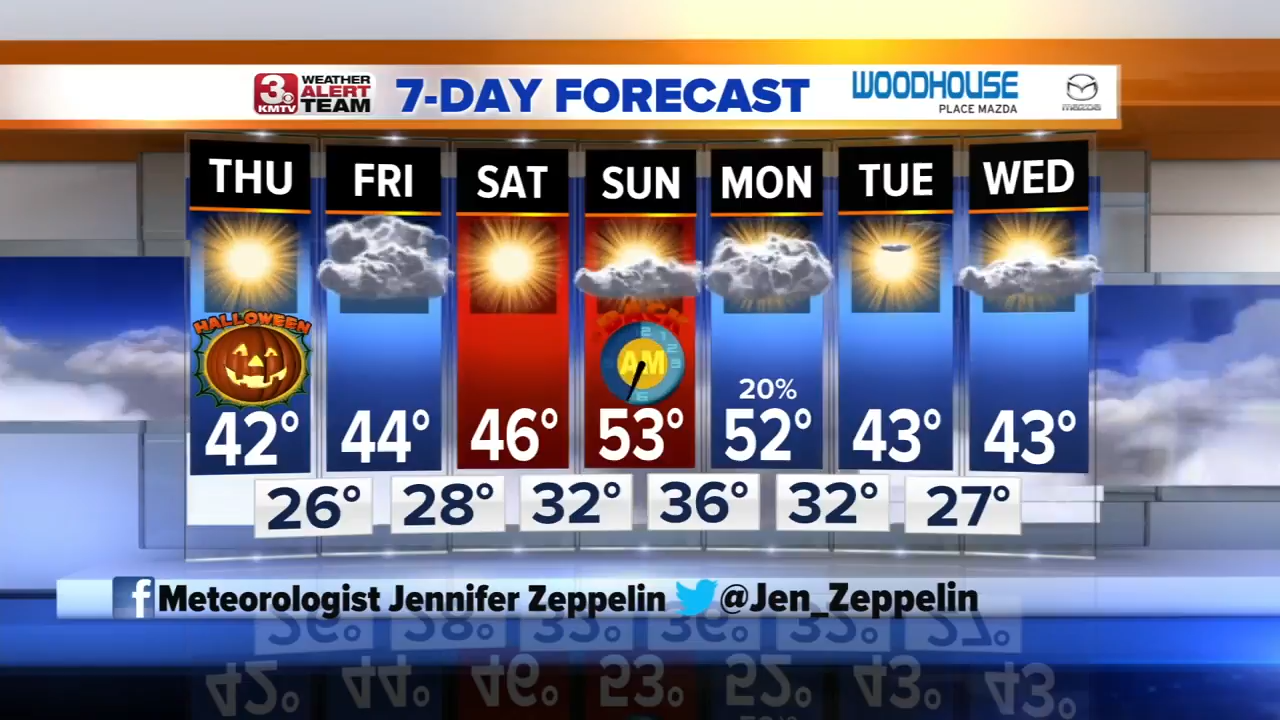 3 KMTV WEATHER ALERT TEAM 7-DAY FORECAST WOODHOUSE PLACE MAZDA mazda
THU FRI SAT SUN MON TUE WED
HALLOWEEN
AM
20%
42° 44° 46° 53° 52° 43° 43°
26° 28° 32° 36° 32° 27°
f Meteorologist Jennifer Zeppelin @Jen_Zeppelin